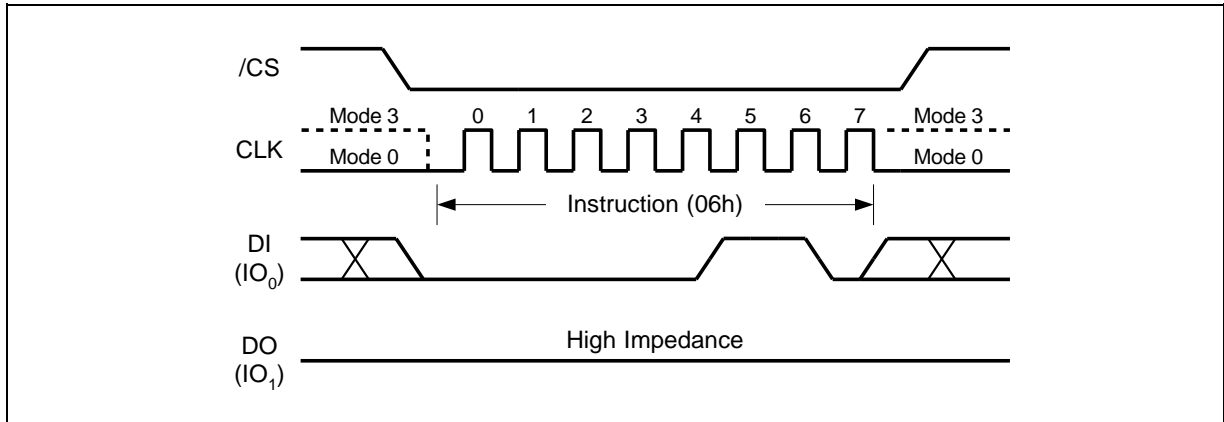 /CS
Mode 3 0 1 2 3 4 5 6 7 Mode 3
CLK
Mode 0 Mode 0
Instruction (06h)
DI
(IO0)
High Impedance
DO
(IO1)